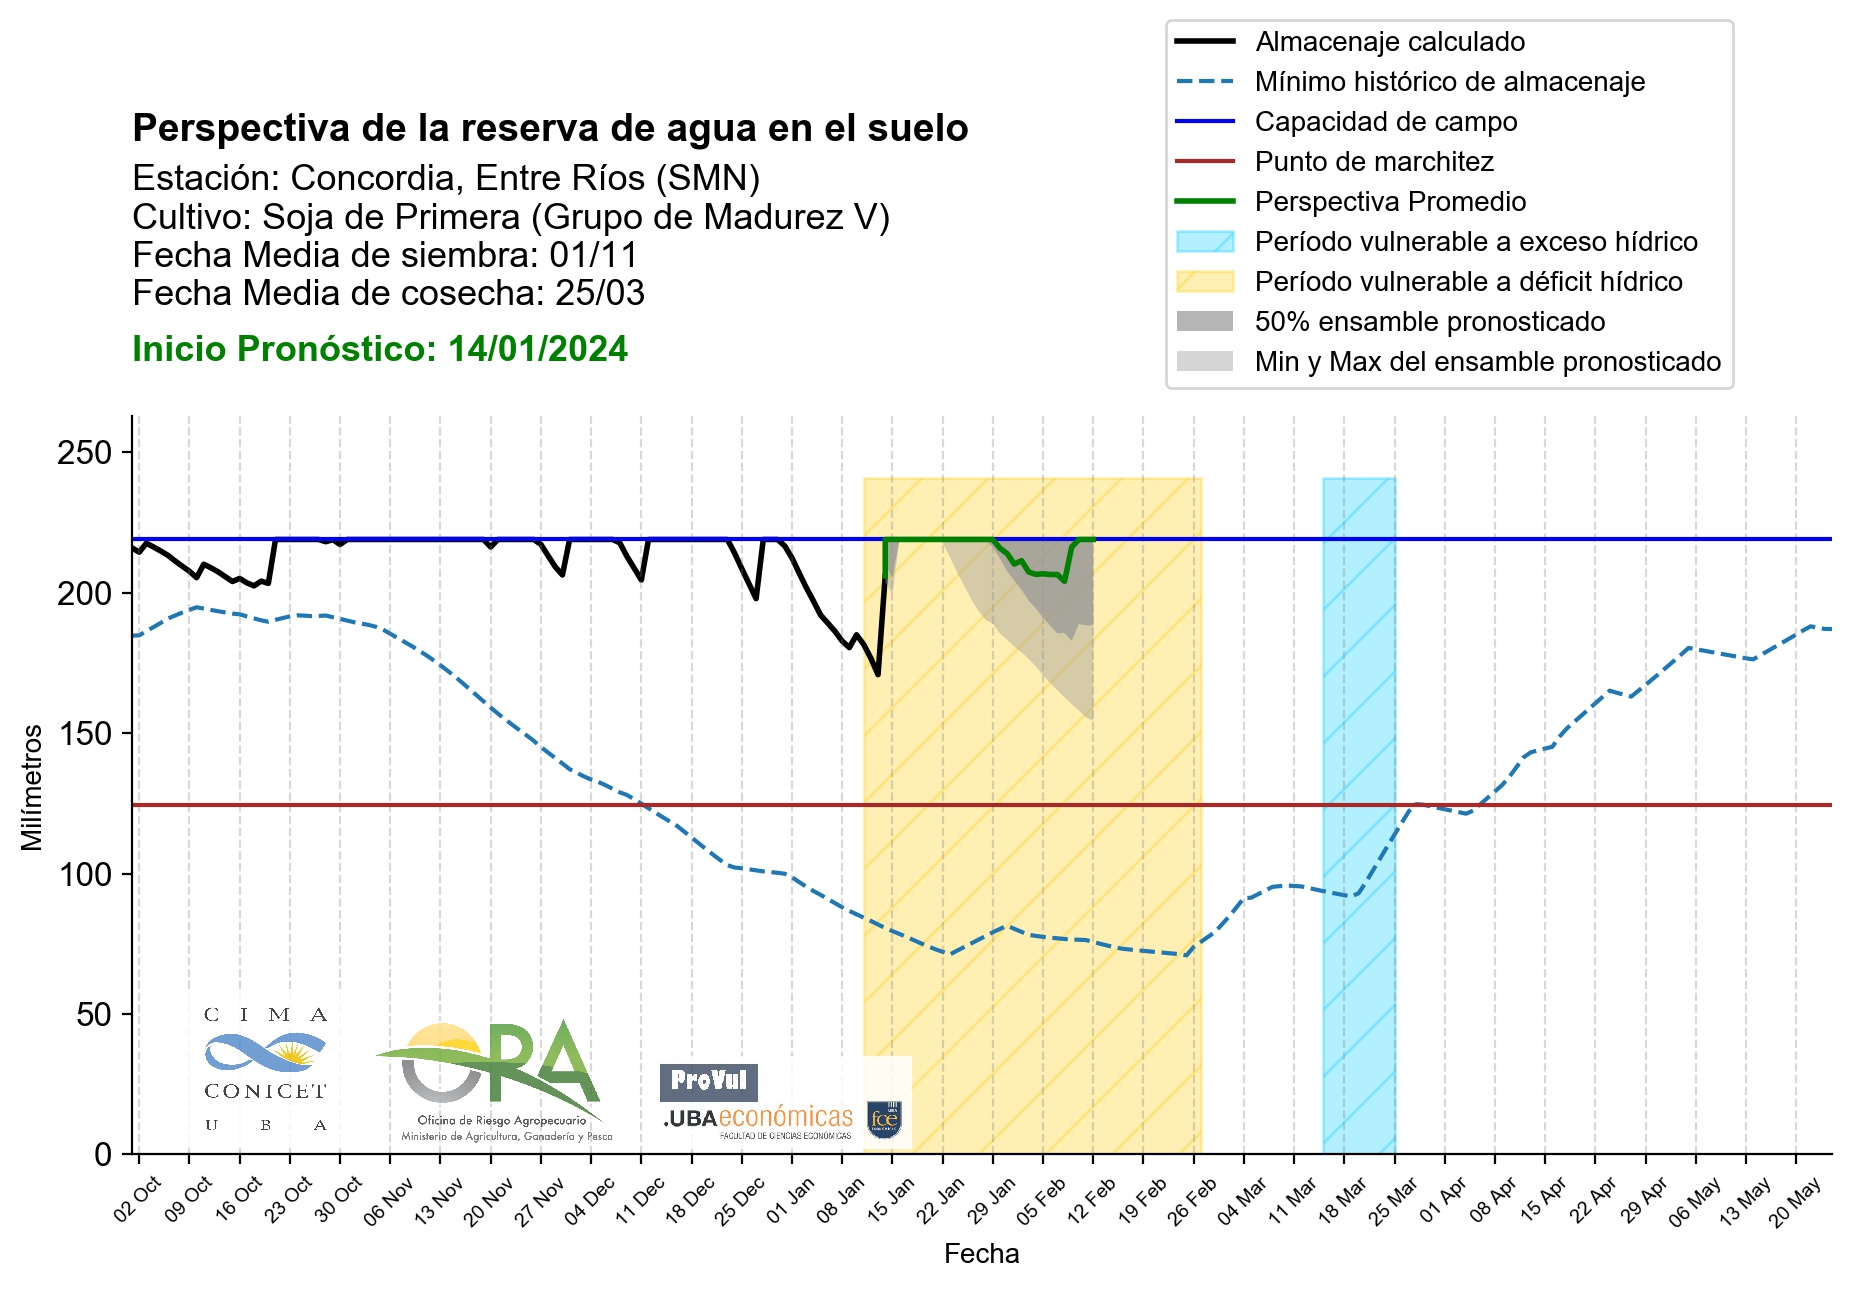 Almacenaje calculado
Mínimo histórico de almacenaje
Capacidad de campo
Punto de marchitez
Perspectiva Promedio
Período vulnerable a exceso hídrico
Período vulnerable a déficit hídrico
50% ensamble pronosticado
Min y Max del ensamble pronosticado
Perspectiva de la reserva de agua en el suelo
Estación: Concordia, Entre Ríos (SMN)
Cultivo: Soja de Primera (Grupo de Madurez V)
Fecha Media de siembra: 01/11
Fecha Media de cosecha: 25/03
Inicio Pronóstico: 14/01/2024
250
200
150
100
50
0
Milímetros
C I M A
CONICET
U B A
ORA
Oficina de Riesgo Agropecuario
Ministerio de Agricultura, Ganadería y Pesca
ProVul
.UBAeconómicas
FACULTAD DE CIENCIAS ECONÓMICAS
UBA
fce
ECONÓMICAS
02 Oct
09 Oct
16 Oct
23 Oct
30 Oct
06 Nov
13 Nov
20 Nov
27 Nov
04 Dec
11 Dec
18 Dec
25 Dec
01 Jan
08 Jan
15 Jan
22 Jan
29 Jan
05 Feb
12 Feb
19 Feb
26 Feb
04 Mar
11 Mar
18 Mar
25 Mar
01 Apr
08 Apr
15 Apr
22 Apr
29 Apr
06 May
13 May
20 May
Fecha